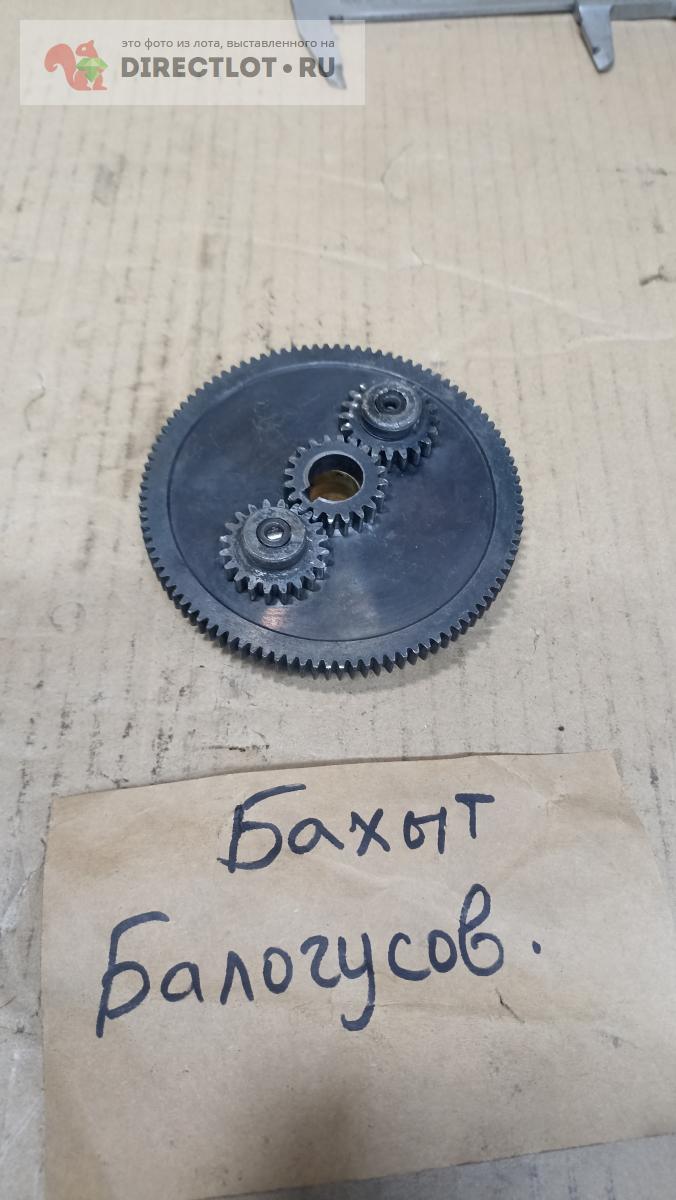 это фото из лота, выставленного на
DIRECTLOT.RU
Бахыт
Балогусов.